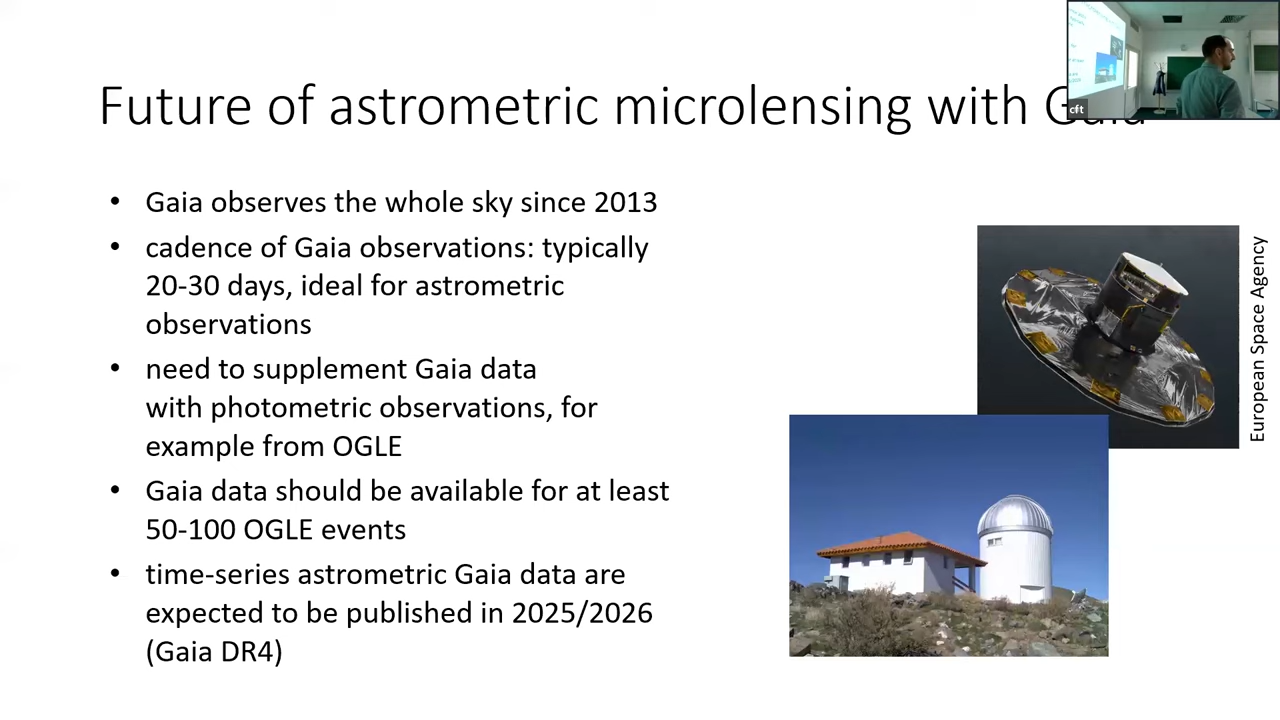 Future of astrometric microlensing with Gaia
cft
• Gaia observes the whole sky since 2013
• cadence of Gaia observations: typically
20-30 days, ideal for astrometric
observations
• need to supplement Gaia data
with photometric observations, for
example from OGLE
• Gaia data should be available for at least
50-100 OGLE events
• time-series astrometric Gaia data are
expected to be published in 2025/2026
(Gaia DR4)
European Space Agency